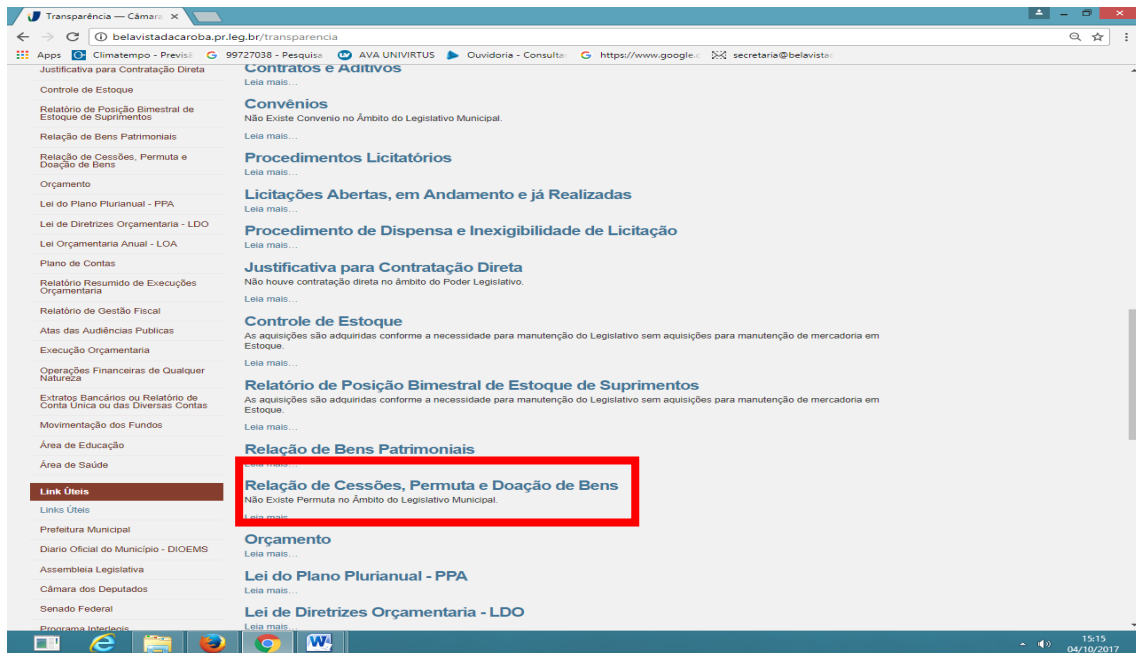 Transparência — Câmara
belavistadacaroba.pr.leg.br/transparencia
Apps
Climatempo - Previs
99727038 - Pesquisa
AVA UNIVIRTUS
Ouvidoria - Consulta
https://www.google.c
secretaria@belavista
Justificativa para Contratação Direta
Controle de Estoque
Relatório de Posição Bimestral de
Estoque de Suprimentos
Relação de Bens Patrimoniais
Relação de Cessões, Permuta e
Doação de Bens
Orçamento
Lei do Plano Plurianual - PPA
Lei de Diretrizes Orçamentaria - LDO
Lei Orçamentaria Anual - LOA
Plano de Contas
Relatório Resumido de Execuções
Orçamentaria
Relatório de Gestão Fiscal
Atas das Audiências Publicas
Execução Orçamentaria
Operações Financeiras de Qualquer
Natureza
Extratos Bancários ou Relatório de
Conta Única ou das Diversas Contas
Movimentação dos Fundos
Área de Educação
Área de Saúde
Link Úteis
Links Úteis
Prefeitura Municipal
Diario Oficial do Município - DIOEMS
Assembleia Legislativa
Câmara dos Deputados
Senado Federal
Programa Interlegis
Contratos e Aditivos
Leia mais…
Convênios
Não Existe Convenio no Âmbito do Legislativo Municipal.
Leia mais…
Procedimentos Licitatórios
Leia mais…
Licitações Abertas, em Andamento e já Realizadas
Leia mais…
Procedimento de Dispensa e Inexigibilidade de Licitação
Leia mais…
Justificativa para Contratação Direta
Não houve contratação direta no âmbito do Poder Legislativo.
Leia mais…
Controle de Estoque
As aquisições são adquiridas conforme a necessidade para manutenção do Legislativo sem aquisições para manutenção de mercadoria em
Estoque.
Leia mais…
Relatório de Posição Bimestral de Estoque de Suprimentos
As aquisições são adquiridas conforme a necessidade para manutenção do Legislativo sem aquisições para manutenção de mercadoria em
Estoque.
Leia mais…
Relação de Bens Patrimoniais
Leia mais…
Relação de Cessões, Permuta e Doação de Bens
Não Existe Permuta no Âmbito do Legislativo Municipal.
Leia mais…
Orçamento
Leia mais…
Lei do Plano Plurianual - PPA
Leia mais…
Lei de Diretrizes Orçamentaria - LDO
Leia mais…
15:15
04/10/2017